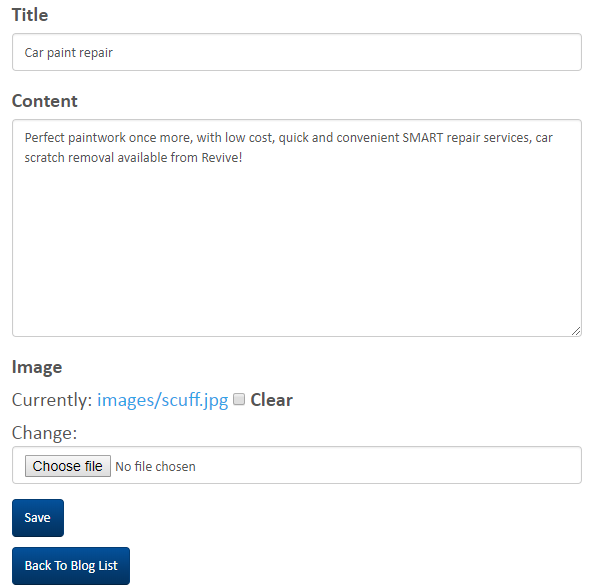 Title
Car paint repair
Content
Perfect paintwork once more, with low cost, quick and convenient SMART repair services, car
scratch removal available from Revive!
Image
Currently: images/scuff.jpg Clear
Change:
Choose file No file chosen
Save
Back To Blog List